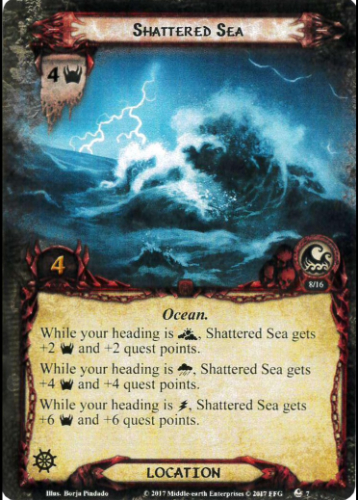 SHATTERED SEA
4
4
8/16
Ocean.
While your heading is , Shattered Sea gets
+2 and +2 quest points.
While your heading is , Shattered Sea gets
+4 and +4 quest points.
While your heading is , Shattered Sea gets
+6 and +6 quest points.
LOCATION
Illus. Borja Pindado © 2017 Middle-earth Enterprises © 2017 FFG 7